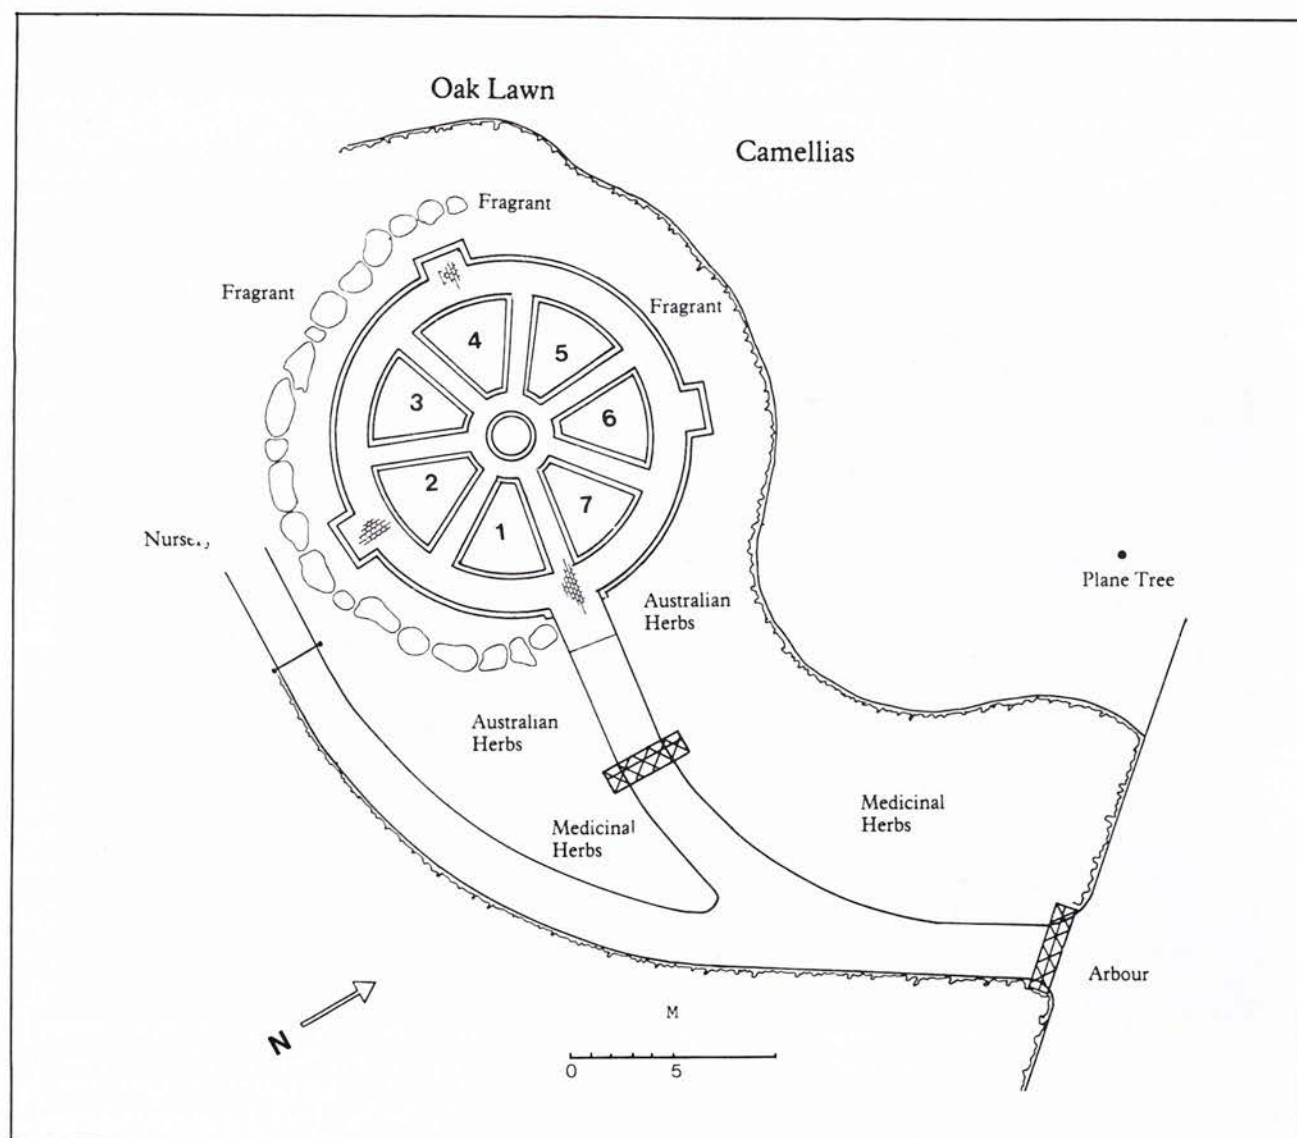 Oak Lawn
Camellias
Fragrant
Fragrant
Fragrant
4
5
3
6
2
7
1
Plane Tree
Australian
Herbs
Australian
Herbs
Medicinal
Herbs
Medicinal
Herbs
Arbour
N
M
0 5